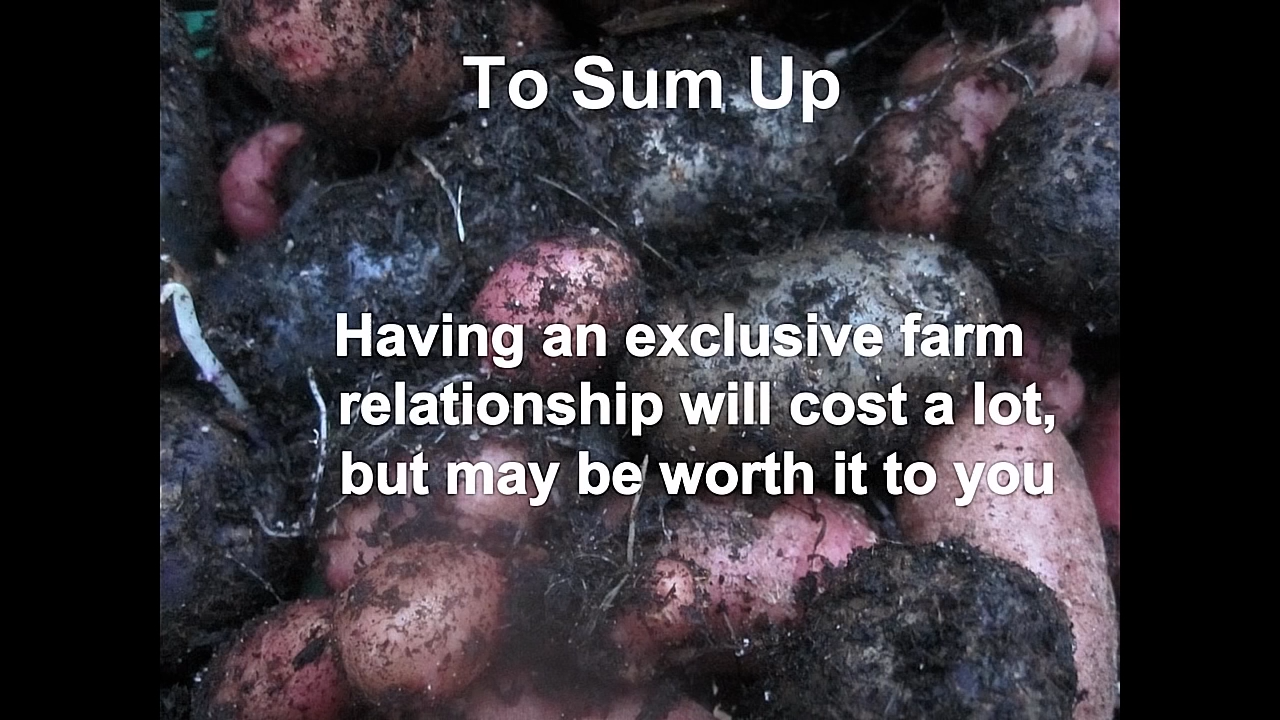 To Sum Up
Having an exclusive farm
relationship will cost a lot,
but may be worth it to you